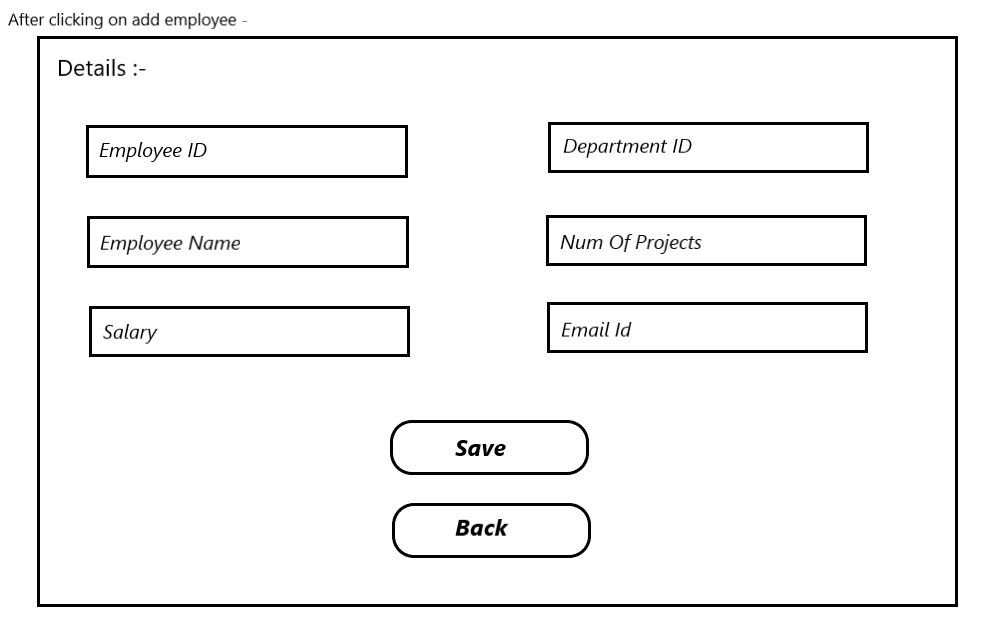 After clicking on add employee -
Details :-
Employee ID
Department ID
Employee Name
Num Of Projects
Salary
Email Id
Save
Back